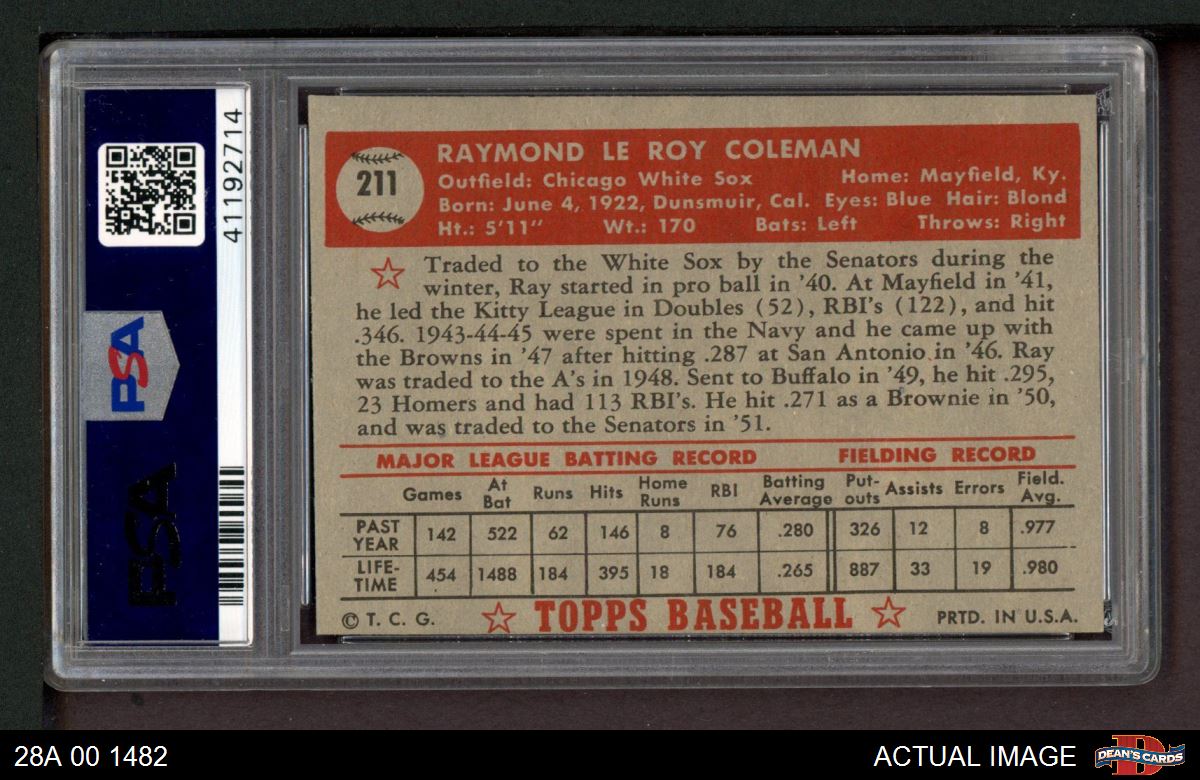 41192714
PSA
PSA
211
RAYMOND LE ROY COLEMAN
Outfield: Chicago White Sox Home: Mayfield, Ky.
Born: June 4, 1922, Dunsmuir, Cal. Eyes: Blue Hair: Blond
Ht.: 5'11" Wt.: 170 Bats: Left Throws: Right
Traded to the White Sox by the Senators during the
winter, Ray started in pro ball in '40. At Mayfield in '41,
he led the Kitty League in Doubles (52), RBI's (122), and hit
.346. 1943-44-45 were spent in the Navy and he came up with
the Browns in '47 after hitting .287 at San Antonio in '46. Ray
was traded to the A's in 1948. Sent to Buffalo in '49, he hit .295,
23 Homers and had 113 RBI's. He hit .271 as a Brownie in '50,
and was traded to the Senators in '51.
MAJOR LEAGUE BATTING RECORD FIELDING RECORD
Games At Bat Runs Hits Home Runs RBI Batting Average Put-outs Assists Errors Field. Avg.
PAST YEAR 142 522 62 146 8 76 .280 326 12 8 .977
LIFE-TIME 454 1488 184 395 18 184 .265 887 33 19 .980
© T. C. G. TOPPS BASEBALL PRTD. IN U.S.A.
28A 00 1482 ACTUAL IMAGE DEAN'S CARDS